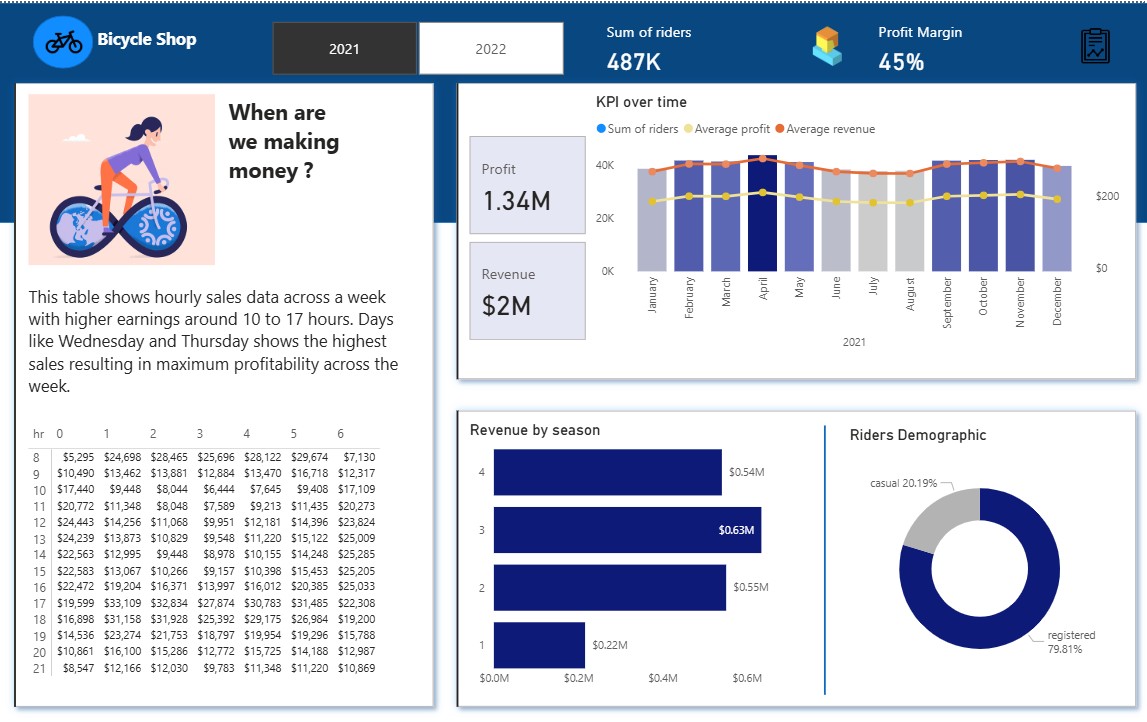 Bicycle Shop
2021
2022
Sum of riders
487K
Profit Margin
45%
When are
we making
money ?
This table shows hourly sales data across a week
with higher earnings around 10 to 17 hours. Days
like Wednesday and Thursday shows the highest
sales resulting in maximum profitability across the
week.
hr 0 1 2 3 4 5 6
8 $5,295 $24,698 $28,465 $25,696 $28,122 $29,674 $7,130
9 $10,490 $13,462 $13,881 $12,884 $13,470 $16,718 $12,317
10 $17,440 $9,448 $8,044 $6,444 $7,645 $9,408 $17,109
11 $20,772 $11,348 $8,048 $7,589 $9,213 $11,435 $20,273
12 $24,443 $14,256 $11,068 $9,951 $12,181 $14,396 $23,824
13 $24,239 $13,873 $10,829 $9,548 $11,220 $15,122 $25,009
14 $22,563 $12,995 $9,448 $8,978 $10,155 $14,248 $25,285
15 $22,583 $13,067 $10,266 $9,157 $10,398 $15,453 $25,205
16 $22,472 $19,204 $16,371 $13,997 $16,012 $20,385 $25,033
17 $19,599 $33,109 $32,834 $27,874 $30,783 $31,485 $22,308
18 $16,898 $31,158 $31,928 $25,392 $29,175 $26,984 $19,200
19 $14,536 $23,274 $21,753 $18,797 $19,954 $19,296 $15,788
20 $10,861 $16,100 $15,286 $12,772 $15,725 $14,188 $12,987
21 $8,547 $12,166 $12,030 $9,783 $11,348 $11,220 $10,869
Profit
1.34M
Revenue
$2M
KPI over time
Sum of riders Average profit Average revenue
40K
20K
0K
$200
$0
January
February
March
April
May
June
July
August
September
October
November
December
2021
Revenue by season
4 $0.54M
3 $0.63M
2 $0.55M
1 $0.22M
$0.0M $0.2M $0.4M $0.6M
Riders Demographic
casual 20.19%
registered
79.81%